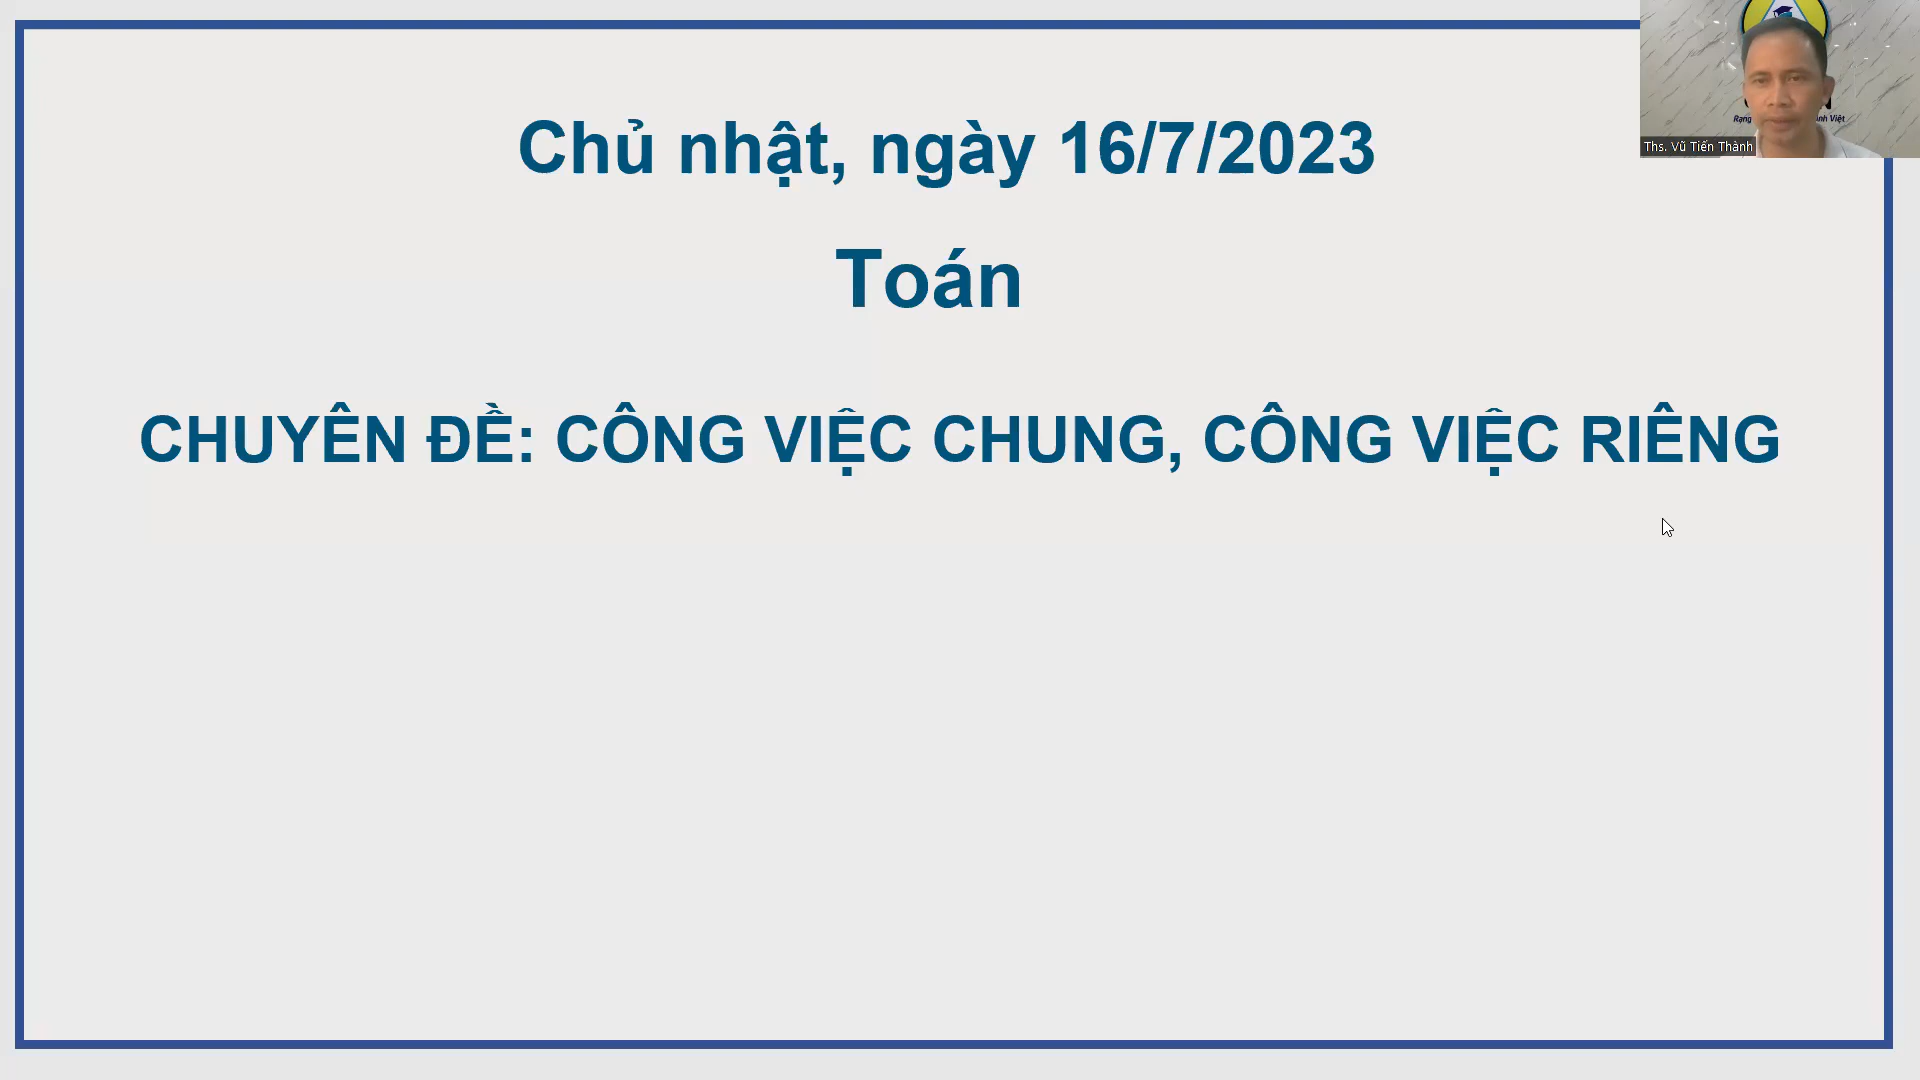 Chủ nhật, ngày 16/7/2023
Toán
CHUYÊN ĐỀ: CÔNG VIỆC CHUNG, CÔNG VIỆC RIÊNG
Ths. Vũ Tiến Thành